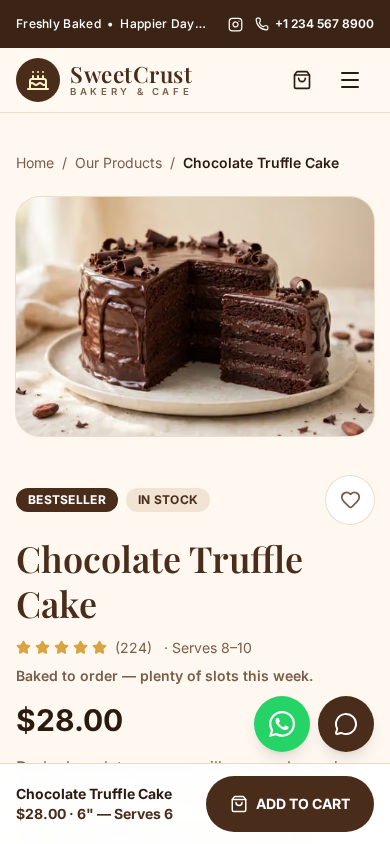 Freshly Baked • Happier Day...
+1 234 567 8900
SweetCrust
BAKERY & CAFE
Home / Our Products / Chocolate Truffle Cake
BESTSELLER
IN STOCK
Chocolate Truffle
Cake
(224) · Serves 8–10
Baked to order — plenty of slots this week.
$28.00
Chocolate Truffle Cake
$28.00 · 6" — Serves 6
ADD TO CART